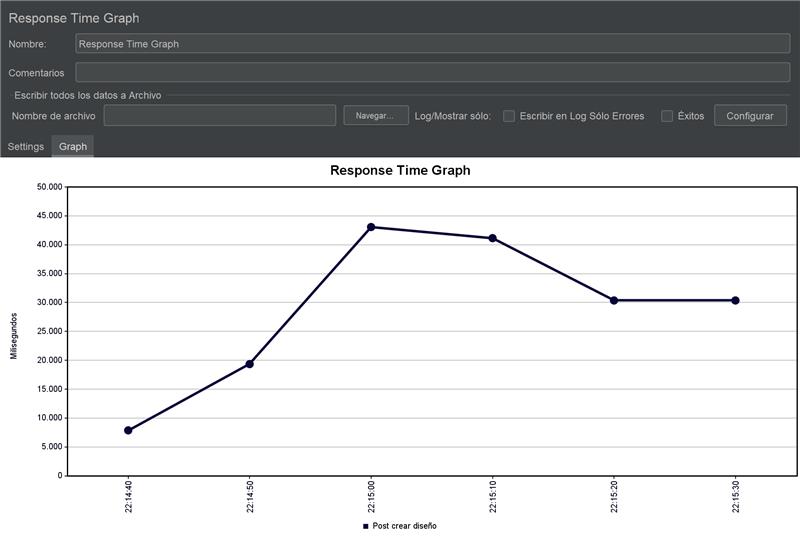 Response Time Graph
Nombre: Response Time Graph
Comentarios
Escribir todos los datos a Archivo
Nombre de archivo Navegar... Log/Mostrar sólo: Escribir en Log Sólo Errores Éxitos Configurar
Settings Graph
Response Time Graph
50.000
45.000
40.000
35.000
30.000
25.000
20.000
15.000
10.000
5.000
0
Milisegundos
22:14:40 22:14:50 22:15:00 22:15:10 22:15:20 22:15:30
Post crear diseño